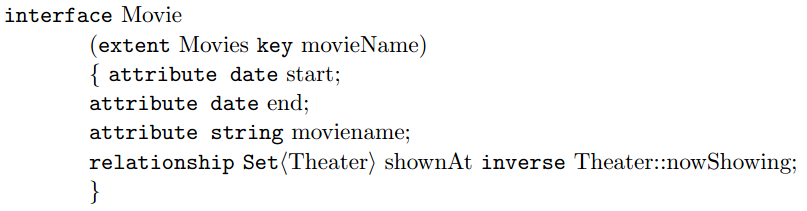 interface Movie
(extent Movies key movieName)
{ attribute date start;
attribute date end;
attribute string moviename;
relationship Set⟨Theater⟩ shownAt inverse Theater::nowShowing;
}